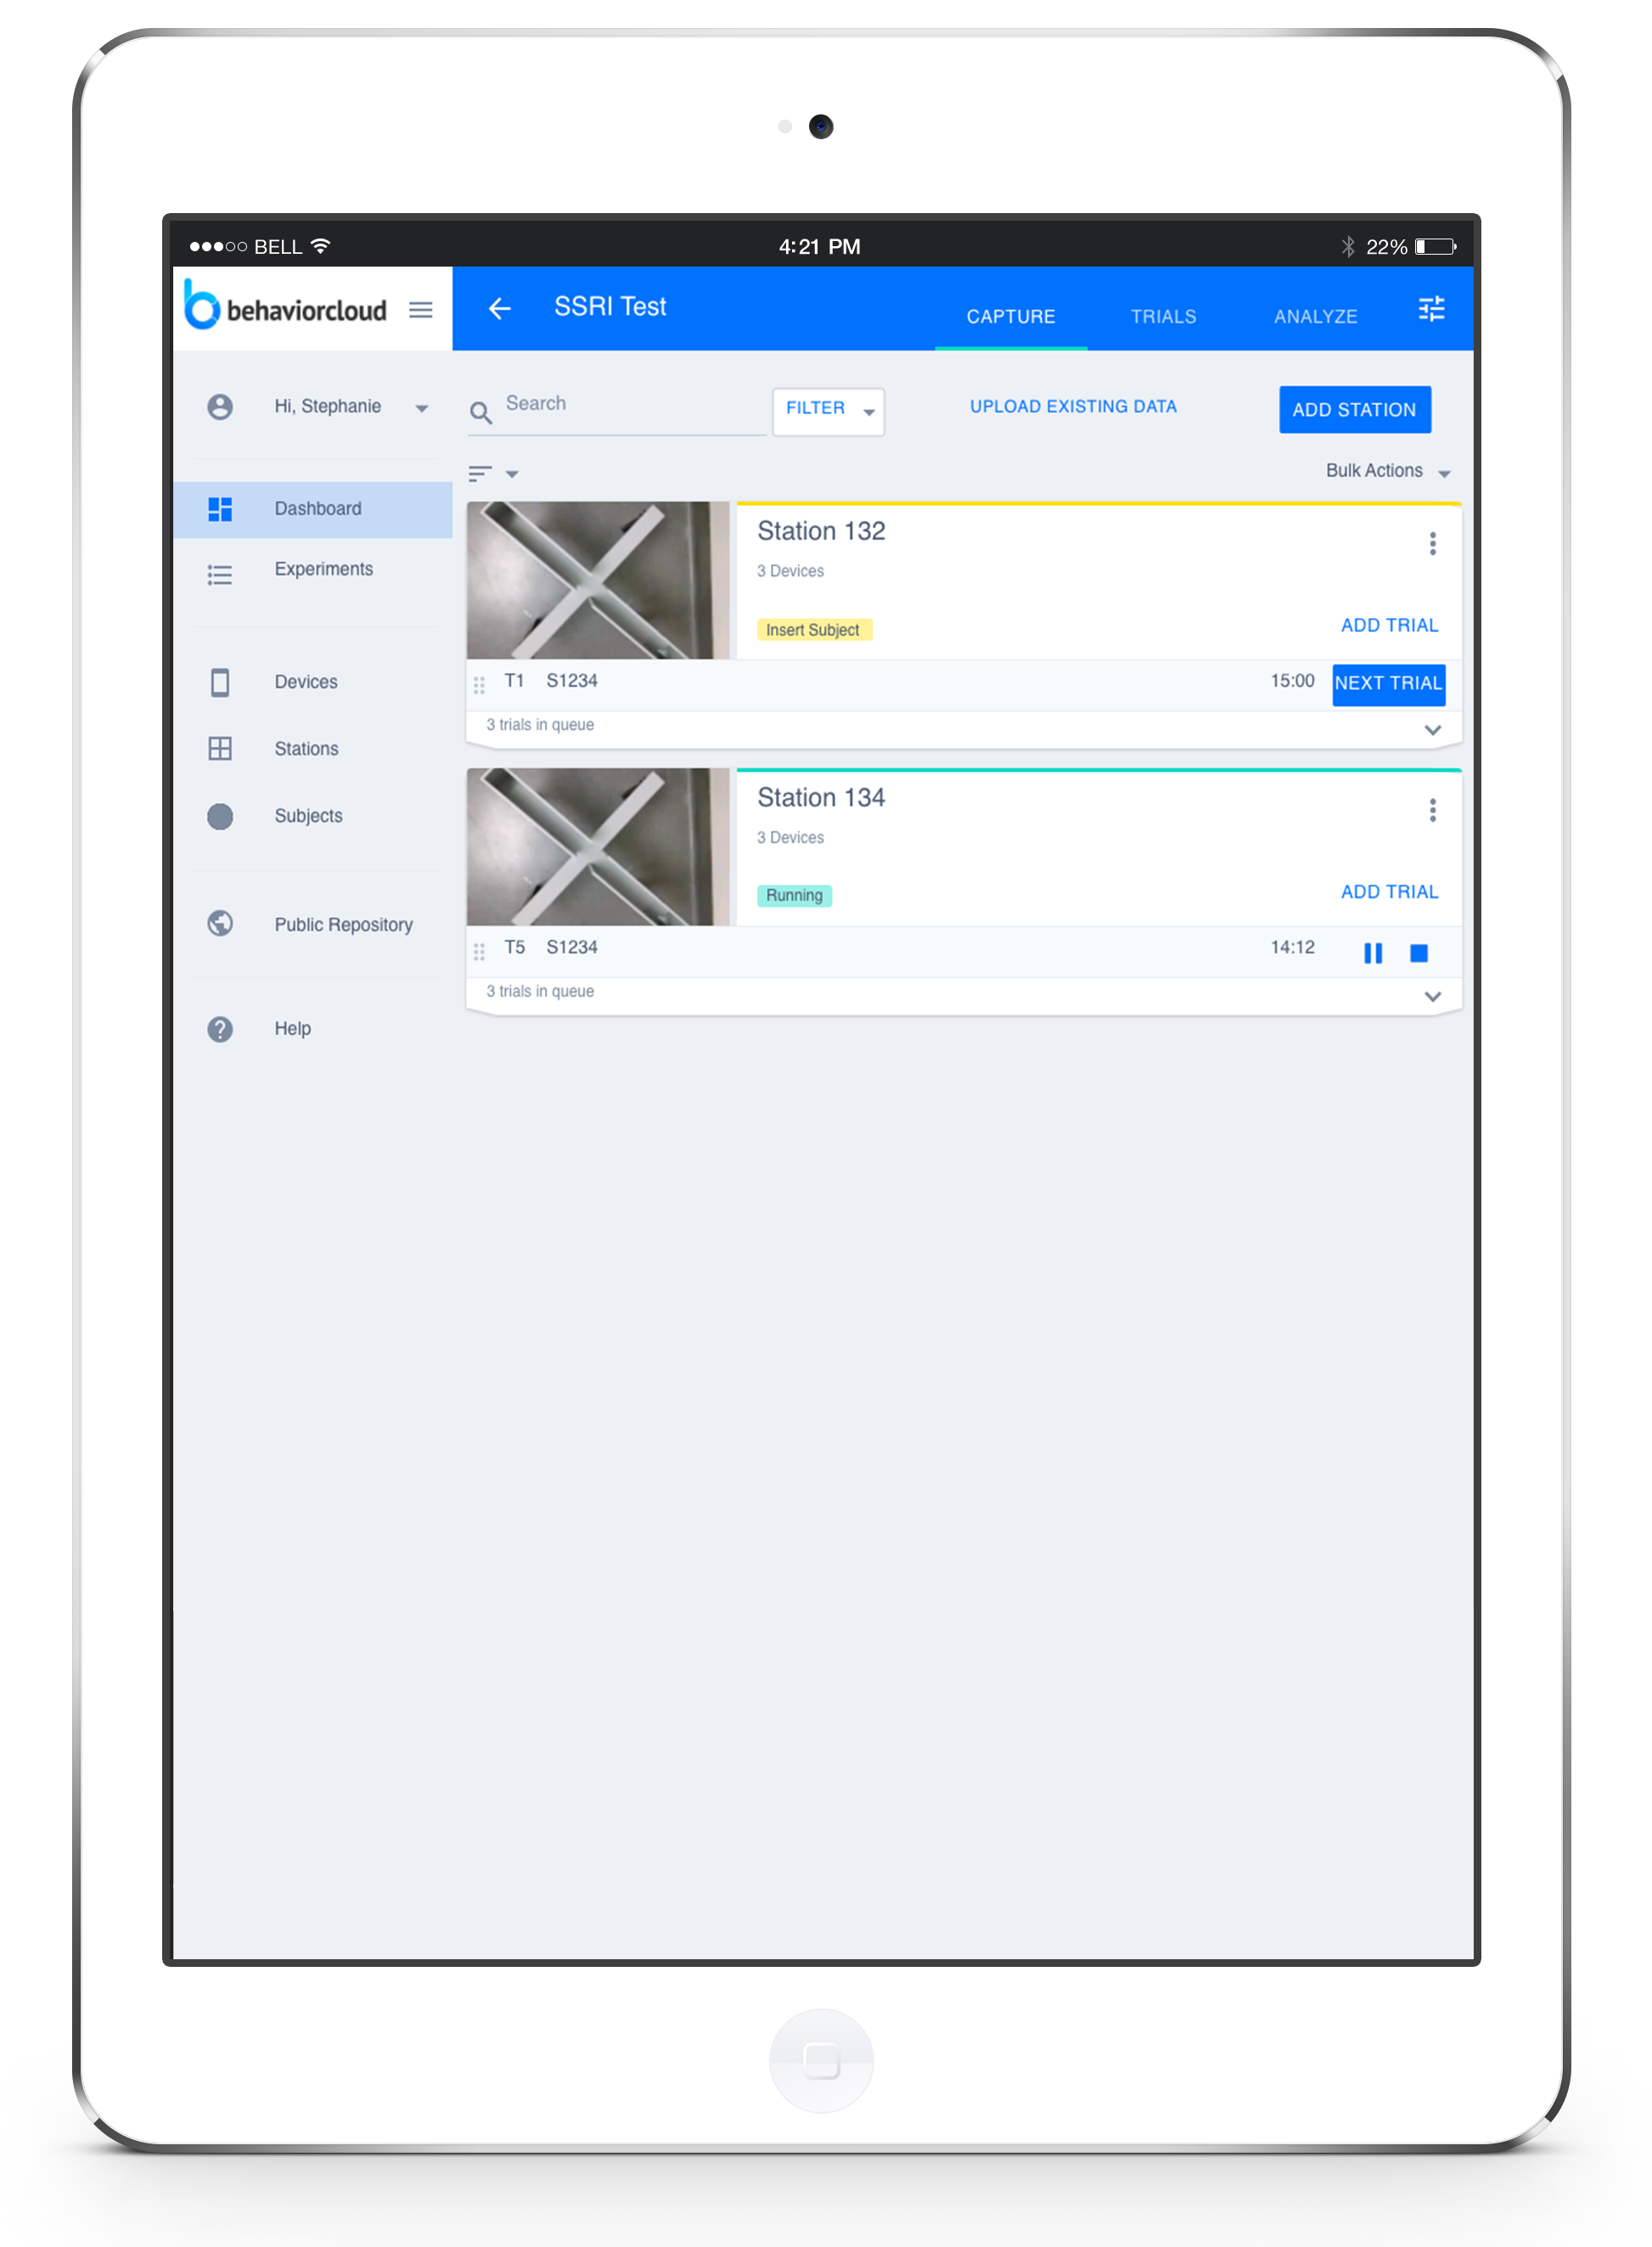 BELL
4:21 PM
22%
behaviorcloud
SSRI Test
CAPTURE
TRIALS
ANALYZE
Hi, Stephanie
Search
FILTER
UPLOAD EXISTING DATA
ADD STATION
Bulk Actions
Dashboard
Experiments
Devices
Stations
Subjects
Public Repository
Help
Station 132
3 Devices
Insert Subject
ADD TRIAL
T1 S1234 15:00 NEXT TRIAL
3 trials in queue
Station 134
3 Devices
Running
ADD TRIAL
T5 S1234 14:12
3 trials in queue